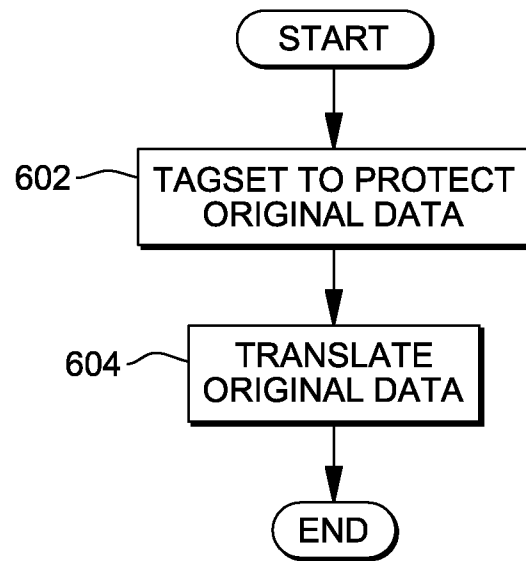 START
602
TAGSET TO PROTECT
ORIGINAL DATA
604
TRANSLATE
ORIGINAL DATA
END